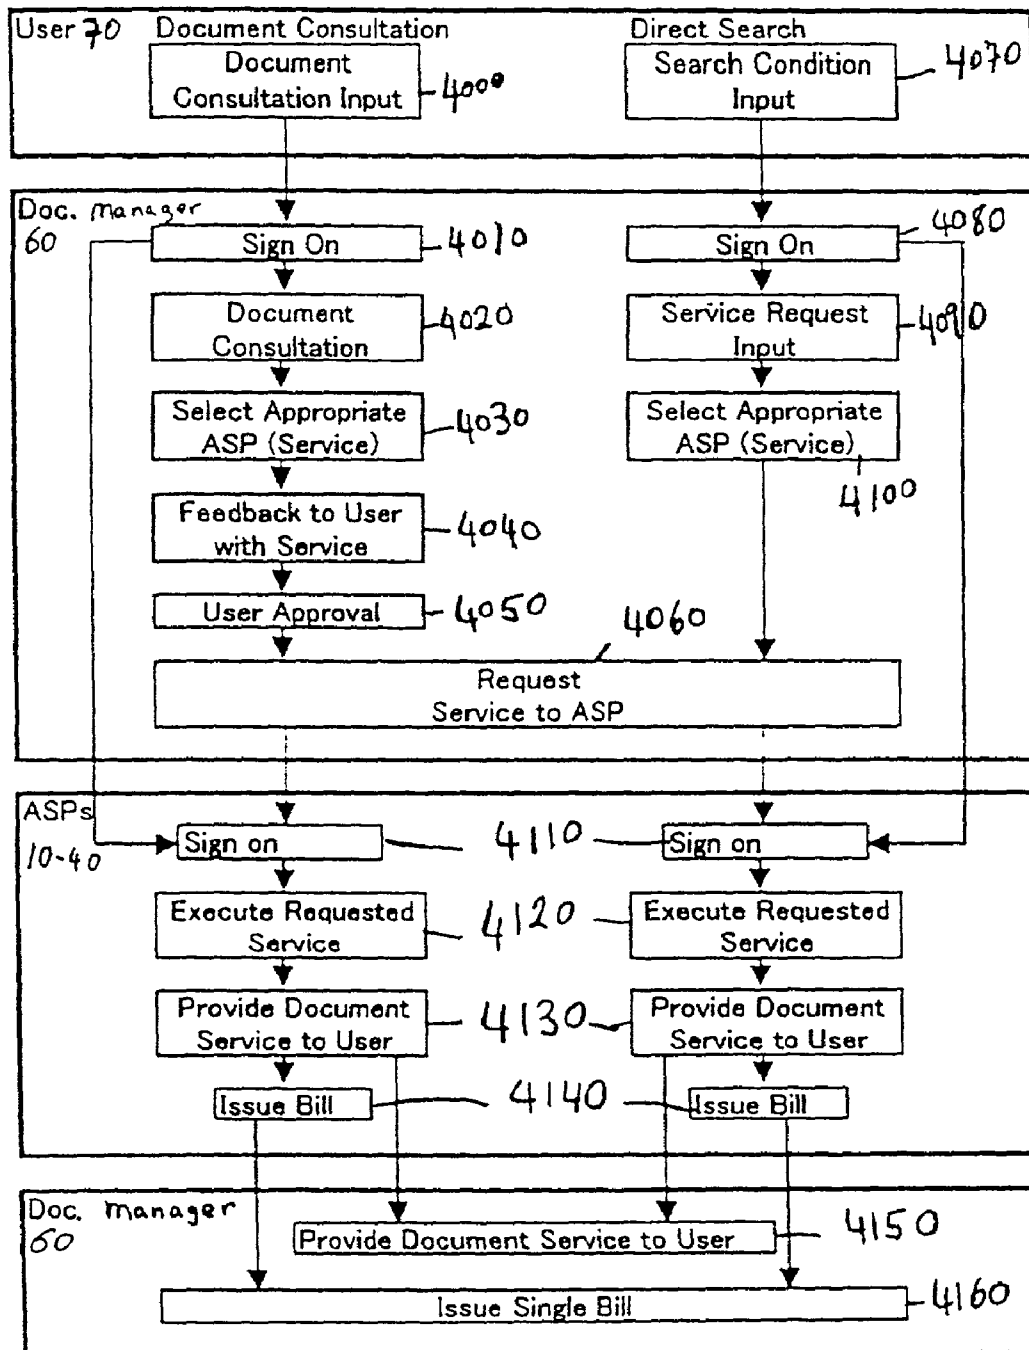 User 70 Document Consultation Direct Search
Document
Consultation Input
4000
Search Condition
Input
4070
Doc. manager
60
Sign On
4010
Sign On
4080
Document
Consultation
4020
Service Request
Input
4090
Select Appropriate
ASP (Service)
4030
Select Appropriate
ASP (Service)
4100
Feedback to User
with Service
4040
User Approval
4050
4060
Request
Service to ASP
ASPs
10-40
Sign on
4110
Sign on
Execute Requested
Service
4120
Execute Requested
Service
Provide Document
Service to User
4130
Provide Document
Service to User
Issue Bill
4140
Issue Bill
Doc. manager
60
Provide Document Service to User
4150
Issue Single Bill
4160